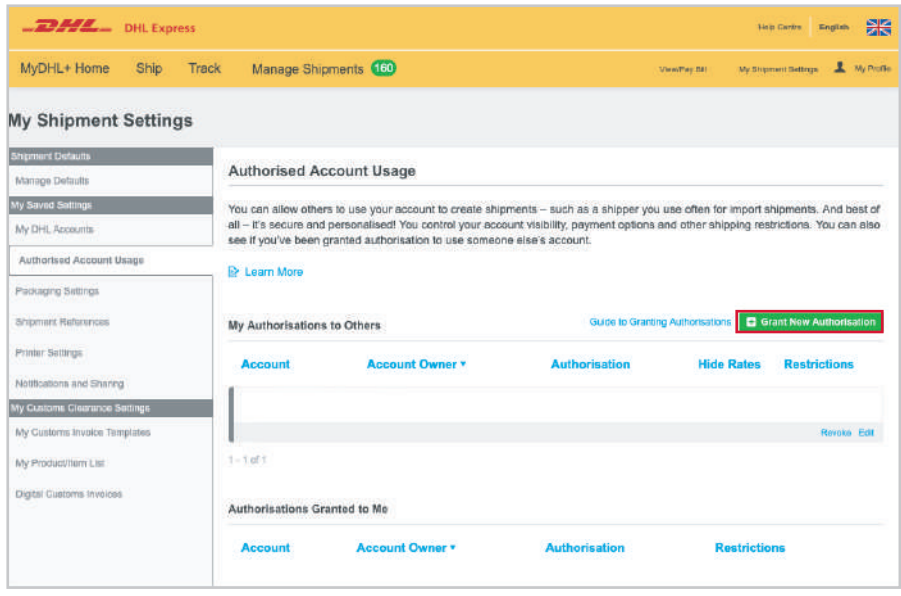 DHL DHL Express
Help Centre English
MyDHL+ Home Ship Track Manage Shipments 160 View/Pay Bill My Shipment Settings My Profile
My Shipment Settings
Shipment Defaults
Manage Defaults
My Saved Settings
My DHL Accounts
Authorised Account Usage
Packaging Settings
Shipment References
Printer Settings
Notifications and Sharing
My Customs Clearance Settings
My Customs Invoice Templates
My Product/Item List
Digital Customs Invoices
Authorised Account Usage
You can allow others to use your account to create shipments – such as a shipper you use often for import shipments. And best of
all – it's secure and personalised! You control your account visibility, payment options and other shipping restrictions. You can also
see if you've been granted authorisation to use someone else's account.
Learn More
My Authorisations to Others Guide to Granting Authorisations Grant New Authorisation
Account Account Owner Authorisation Hide Rates Restrictions
Revoke Edit
1 - 1 of 1
Authorisations Granted to Me
Account Account Owner Authorisation Restrictions